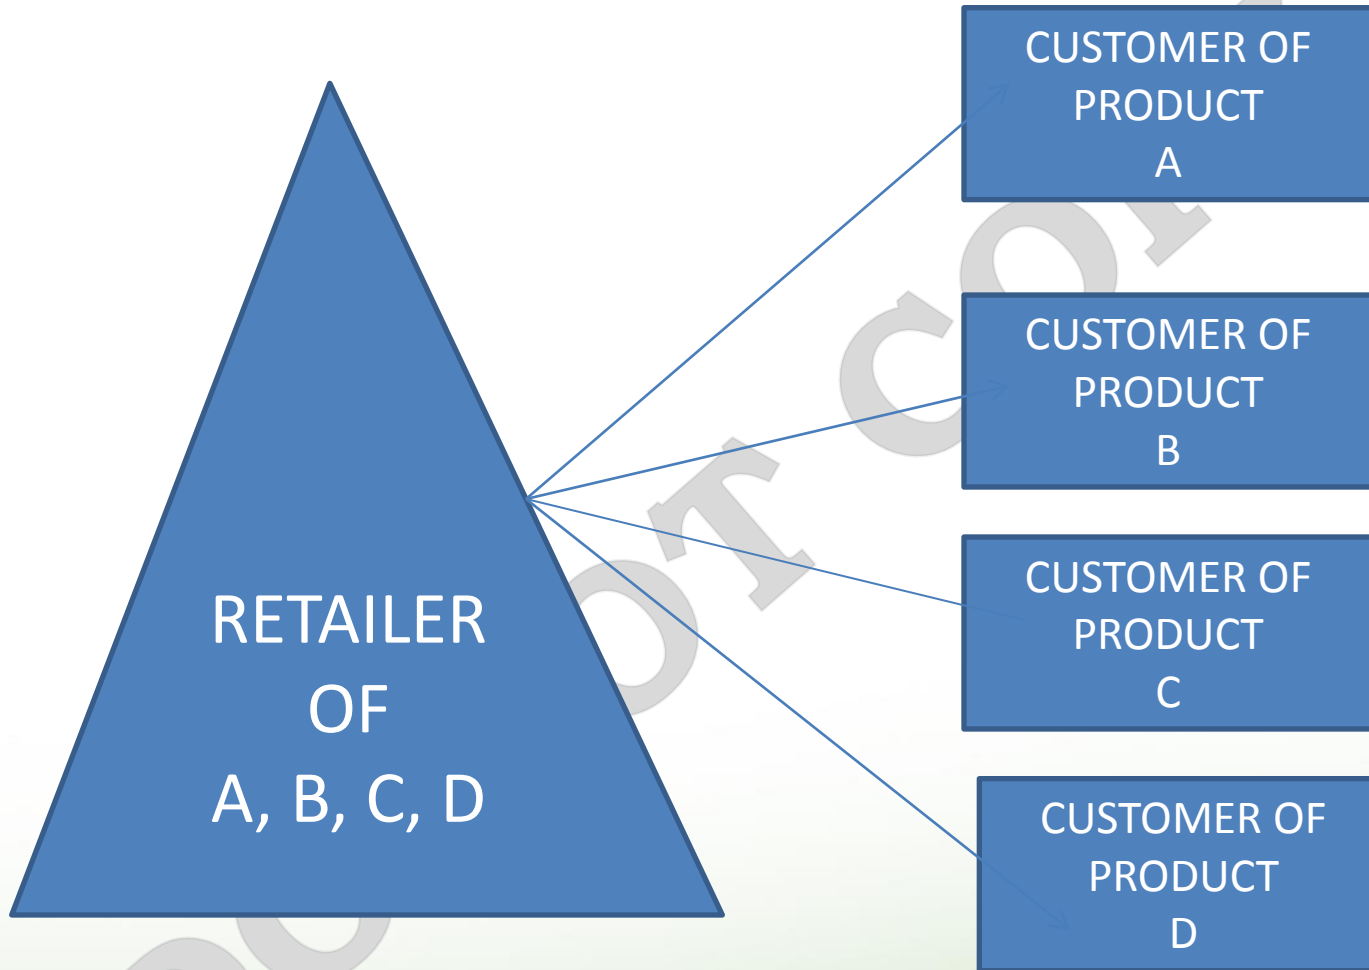 CUSTOMER OF
PRODUCT
A
CUSTOMER OF
PRODUCT
B
CUSTOMER OF
PRODUCT
C
CUSTOMER OF
PRODUCT
D
RETAILER
OF
A, B, C, D